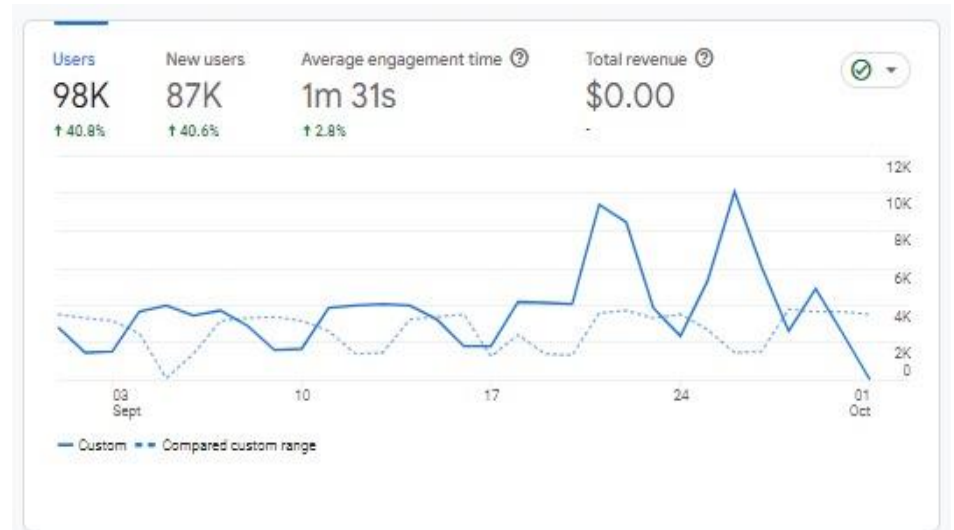 Users New users Average engagement time Total revenue
98K 87K 1m 31s $0.00
↑ 40.8% ↑ 40.6% ↑ 2.8% -
12K
10K
8K
6K
4K
2K
0
03 10 17 24 01
Sept Oct
Custom Compared custom range